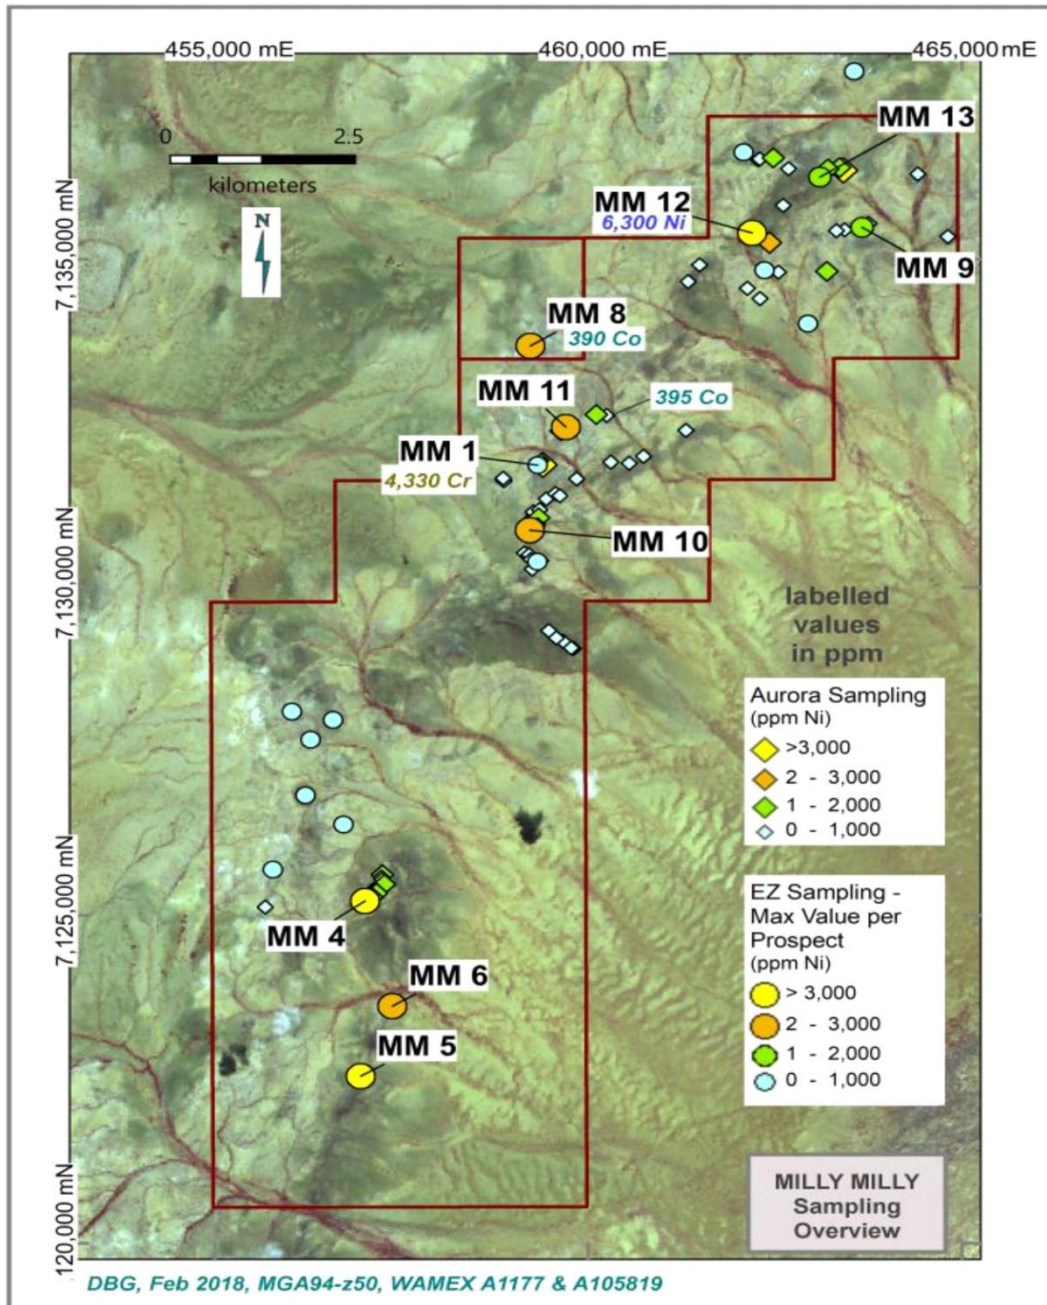 455,000 mE
460,000 mE
465,000 mE
0
2.5
kilometers
N
MM 13
MM 12
6,300 Ni
MM 9
7,135,000 mN
MM 8
390 Co
MM 11
395 Co
MM 1
4,330 Cr
MM 10
7,130,000 mN
labelled
values
in ppm
Aurora Sampling
(ppm Ni)
>3,000
2 - 3,000
1 - 2,000
0 - 1,000
7,125,000 mN
MM 4
MM 6
MM 5
EZ Sampling -
Max Value per
Prospect
(ppm Ni)
> 3,000
2 - 3,000
1 - 2,000
0 - 1,000
120,000 mN
MILLY MILLY
Sampling
Overview
DBG, Feb 2018, MGA94-z50, WAMEX A1177 & A105819